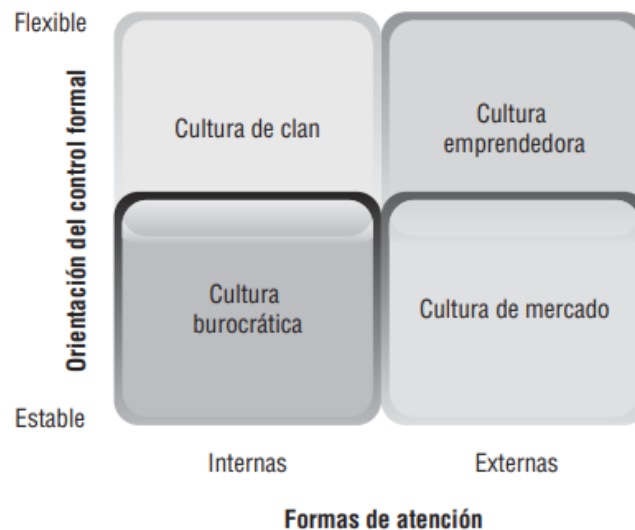 Flexible
Orientación del control formal
Cultura de clan
Cultura
emprendedora
Cultura
burocrática
Cultura de mercado
Estable
Internas
Externas
Formas de atención